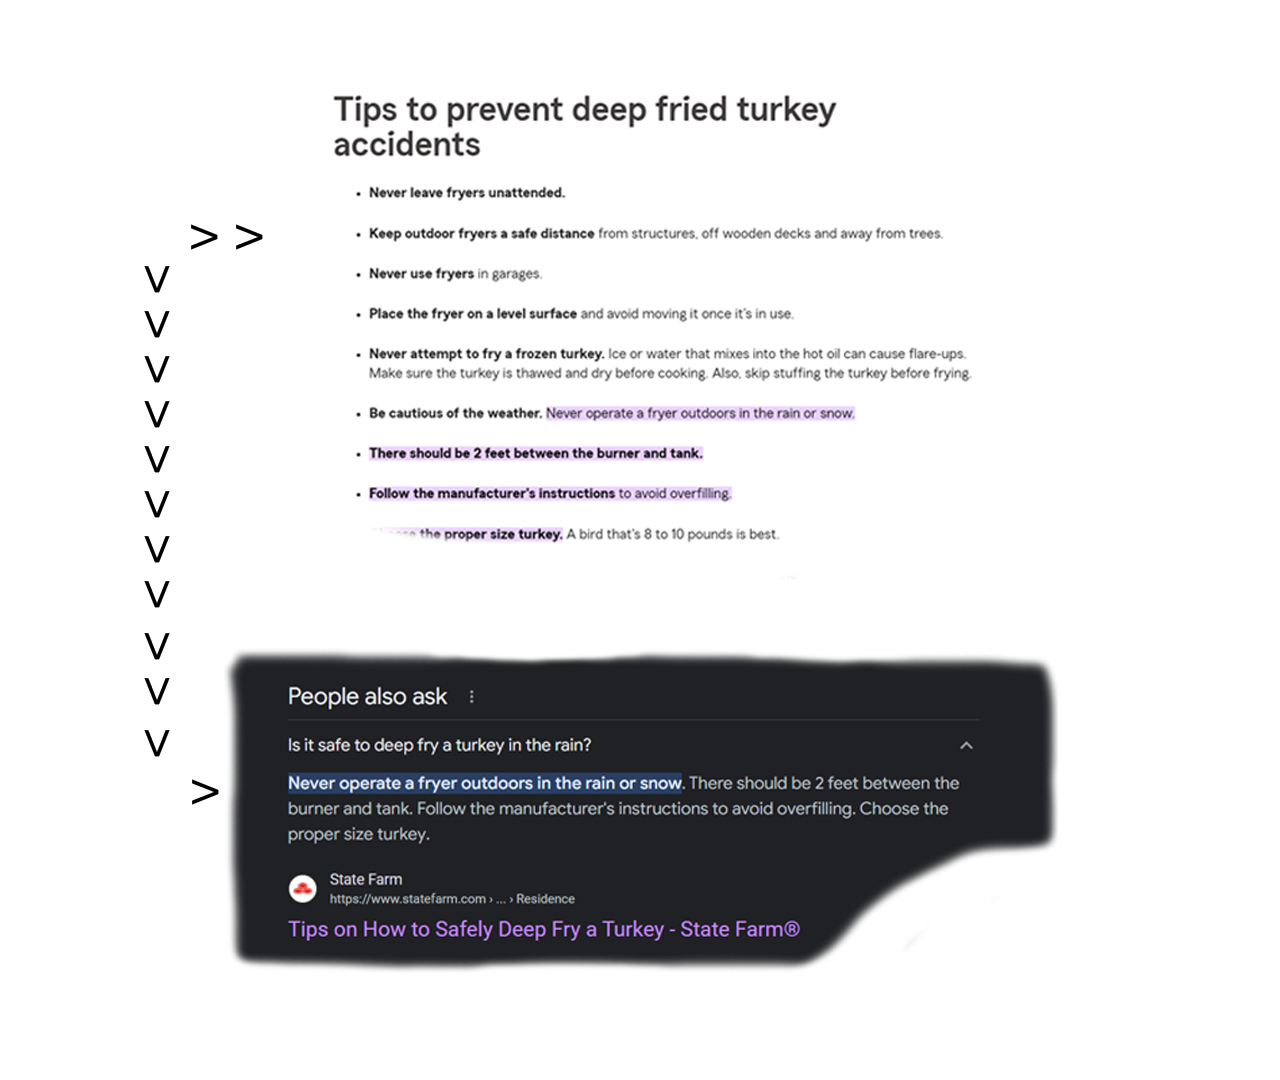 Tips to prevent deep fried turkey
accidents
• Never leave fryers unattended.
> >
• Keep outdoor fryers a safe distance from structures, off wooden decks and away from trees.
V
• Never use fryers in garages.
V
• Place the fryer on a level surface and avoid moving it once it's in use.
V
• Never attempt to fry a frozen turkey. Ice or water that mixes into the hot oil can cause flare-ups.
Make sure the turkey is thawed and dry before cooking. Also, skip stuffing the turkey before frying.
V
• Be cautious of the weather. Never operate a fryer outdoors in the rain or snow.
V
• There should be 2 feet between the burner and tank.
V
• Follow the manufacturer's instructions to avoid overfilling.
V
the proper size turkey. A bird that's 8 to 10 pounds is best.
V
V
V
V
People also ask
Is it safe to deep fry a turkey in the rain?
>
Never operate a fryer outdoors in the rain or snow. There should be 2 feet between the
burner and tank. Follow the manufacturer's instructions to avoid overfilling. Choose the
proper size turkey.
State Farm
https://www.statefarm.com › ... › Residence
Tips on How to Safely Deep Fry a Turkey - State Farm®